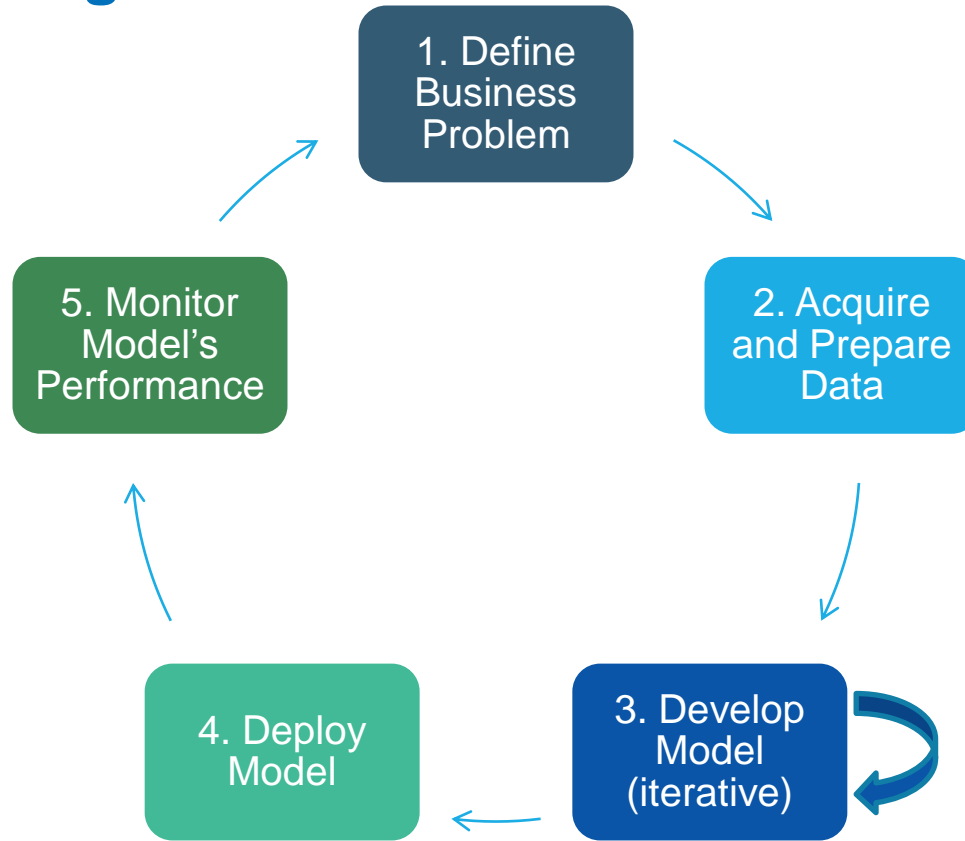 1. Define
Business
Problem
2. Acquire
and Prepare
Data
3. Develop
Model
(iterative)
4. Deploy
Model
5. Monitor
Model’s
Performance